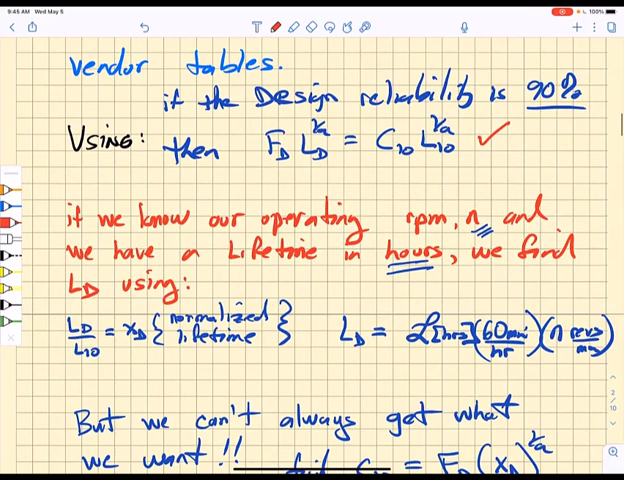 9:45 AM Wed May 5
100%
vendor tables.
if the Design reliability is 90%
Using: then F_D L_D^{1/a} = C_10 L_10^{1/a} ✓
if we know our operating rpm, n and
we have a Lifetime in hours, we find
L_D using:
L_D/L_10 = x_D {normalized lifetime} L_D = ℒ[hrs](60 min/hr)(n revs/min)
But we can't always get what
we want!! C_10 = F_D (x_D)^{1/a}
2 / 10